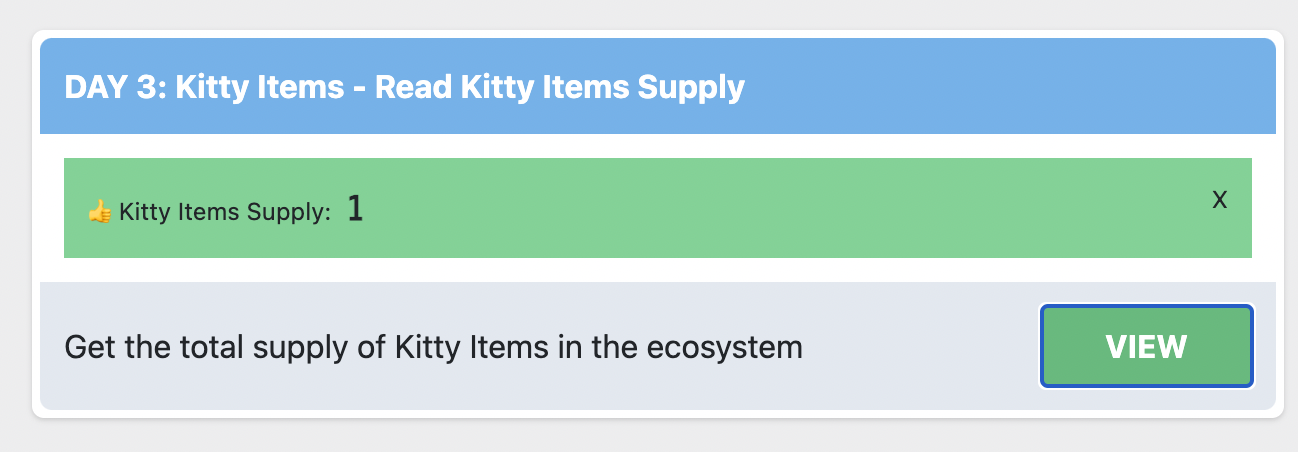 DAY 3: Kitty Items - Read Kitty Items Supply
👍 Kitty Items Supply: 1
X
Get the total supply of Kitty Items in the ecosystem
VIEW